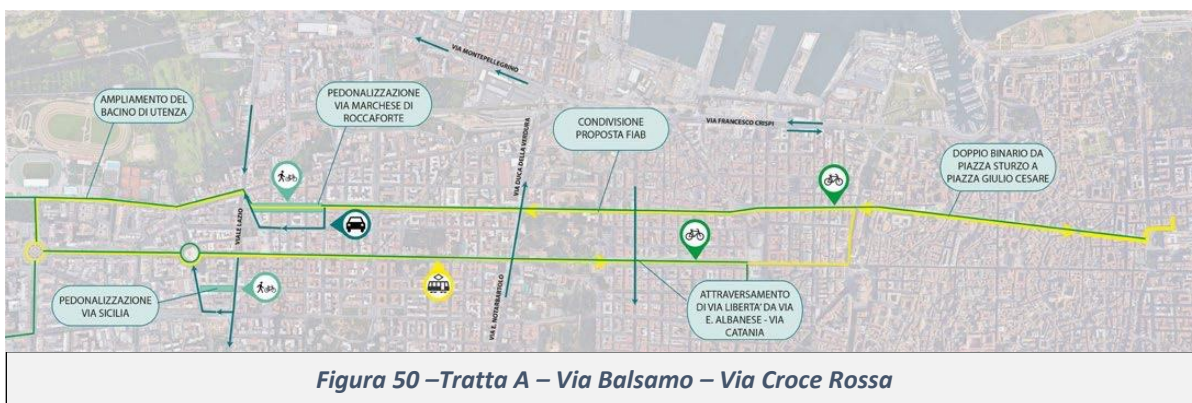 VIA MONTEPELLEGRINO
AMPLIAMENTO DEL
BACINO DI UTENZA
PEDONALIZZAZIONE
VIA MARCHESE DI
ROCCAFORTE
CONDIVISIONE
PROPOSTA FIAB
VIA FRANCESCO CRISPI
DOPPIO BINARIO DA
PIAZZA STURZO A
PIAZZA GIULIO CESARE
VIA DUCA DELLA VERDURA
VIALE LAZIO
PEDONALIZZAZIONE
VIA SICILIA
VIA E. NOTARBARTOLO
ATTRAVERSAMENTO
DI VIA LIBERTA' DA VIA
E. ALBANESE - VIA
CATANIA
Figura 50 –Tratta A – Via Balsamo – Via Croce Rossa